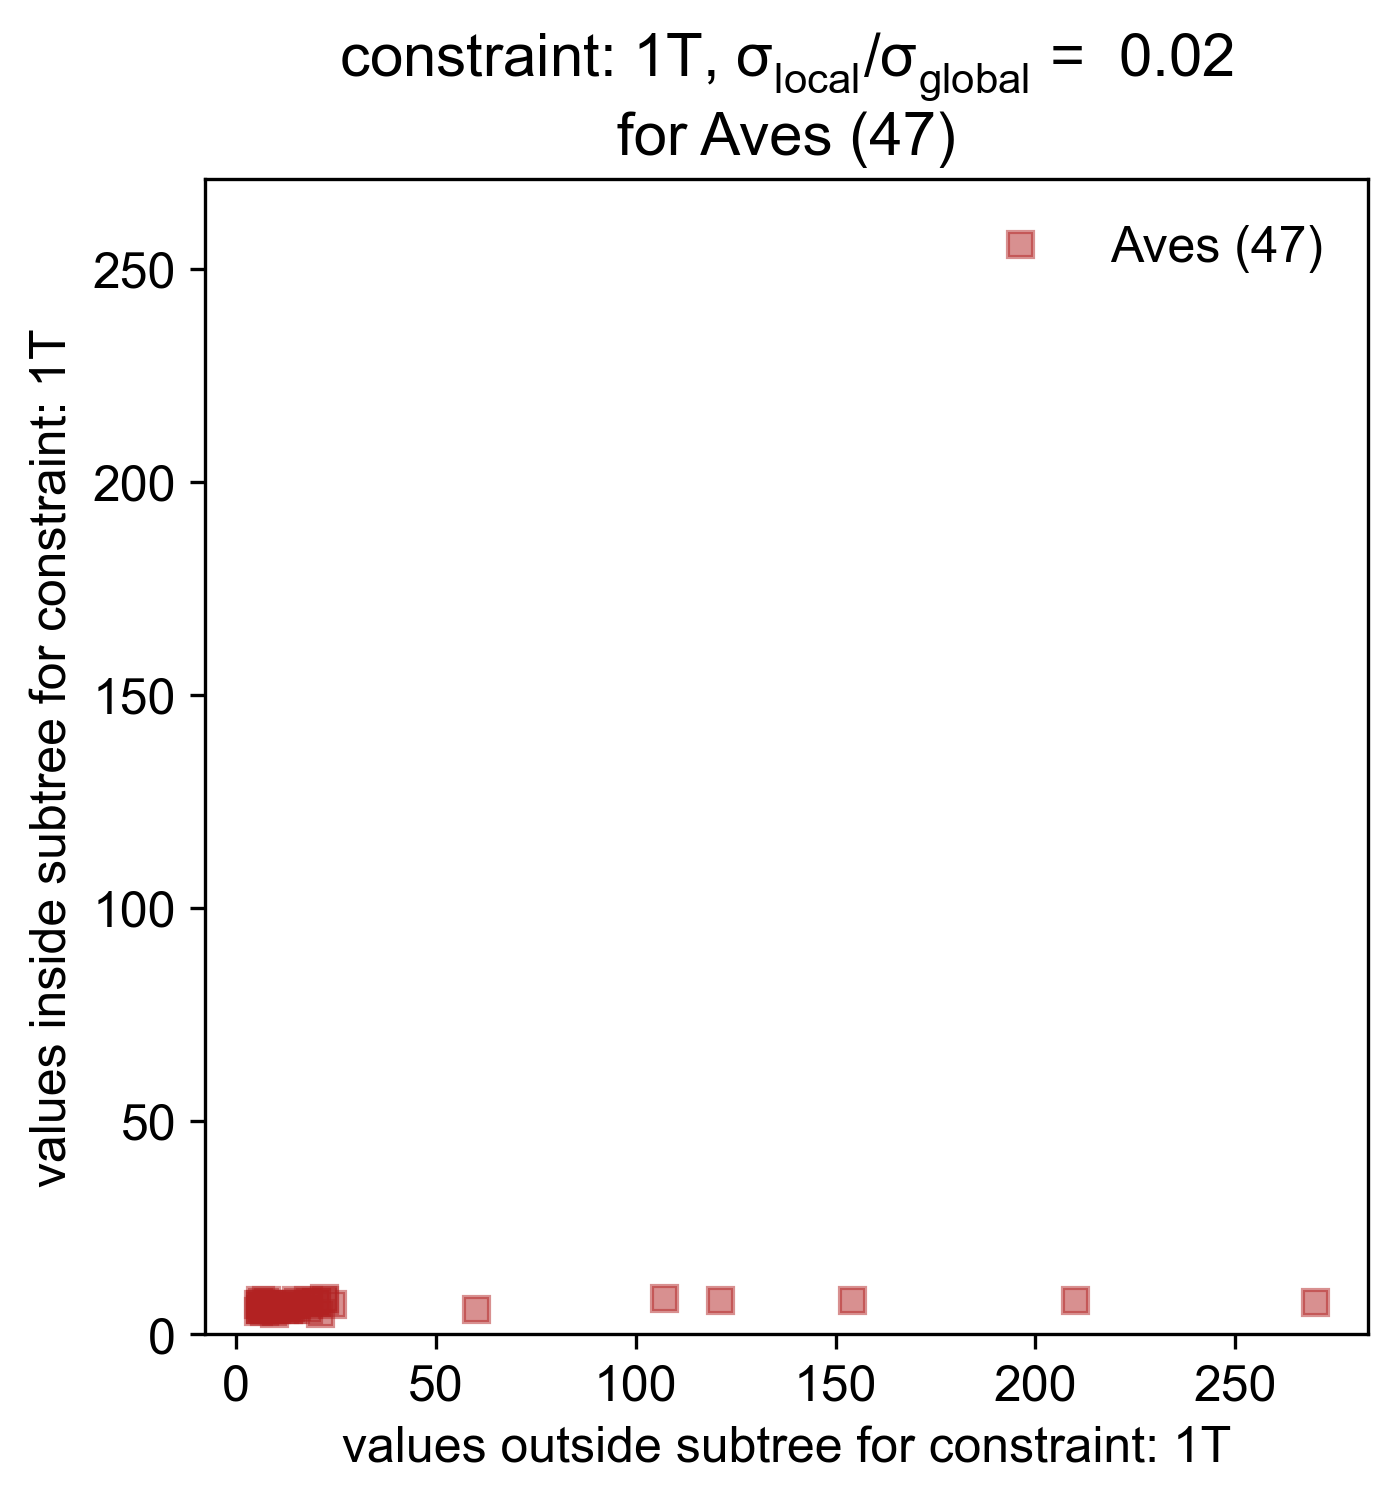 constraint: 1T, σlocal/σglobal = 0.02
for Aves (47)
Aves (47)
values inside subtree for constraint: 1T
250
200
150
100
50
0
0 50 100 150 200 250
values outside subtree for constraint: 1T